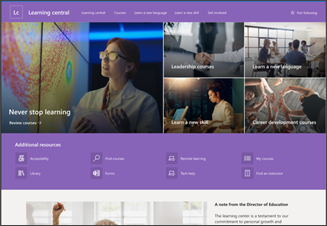 Lc Learning central
Learning central Courses Learn a new language Learn a new skill Get involved
Not following
Leadership courses
Learn a new language
Never stop learning
Review courses →
Learn a new skill
Career development courses
Additional resources
Accessibility
Find courses
Remote learning
My courses
Library
Forms
Tech help
Find an instructor
A note from the Director of Education
The learning center is a testament to our
commitment to personal growth and